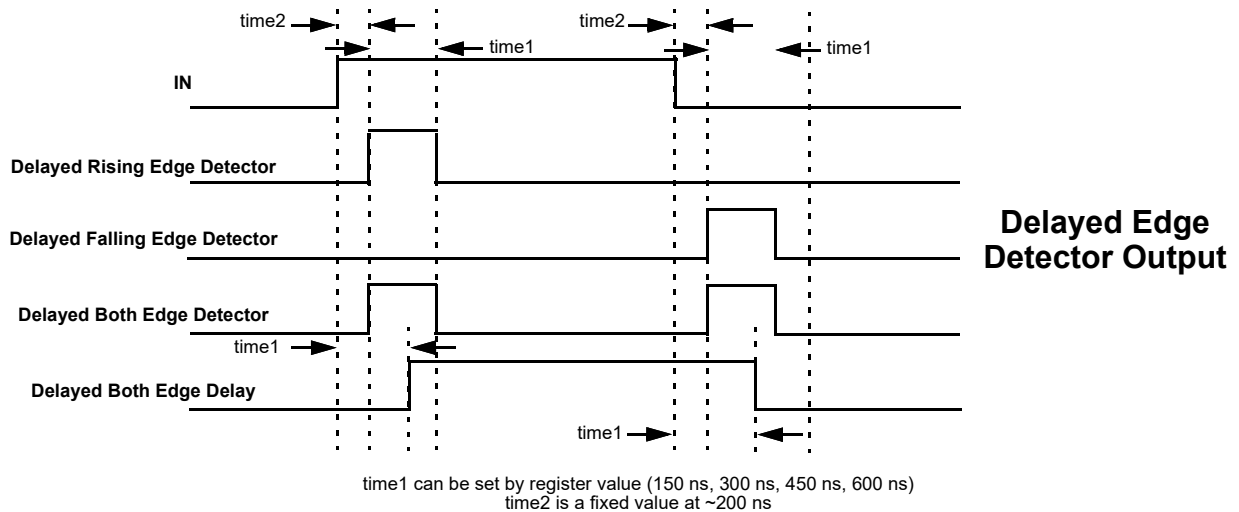 time2
time2
time1
time1
IN
Delayed Rising Edge Detector
Delayed Falling Edge Detector
Delayed Edge
Detector Output
Delayed Both Edge Detector
time1
Delayed Both Edge Delay
time1
time1 can be set by register value (150 ns, 300 ns, 450 ns, 600 ns)
time2 is a fixed value at ~200 ns